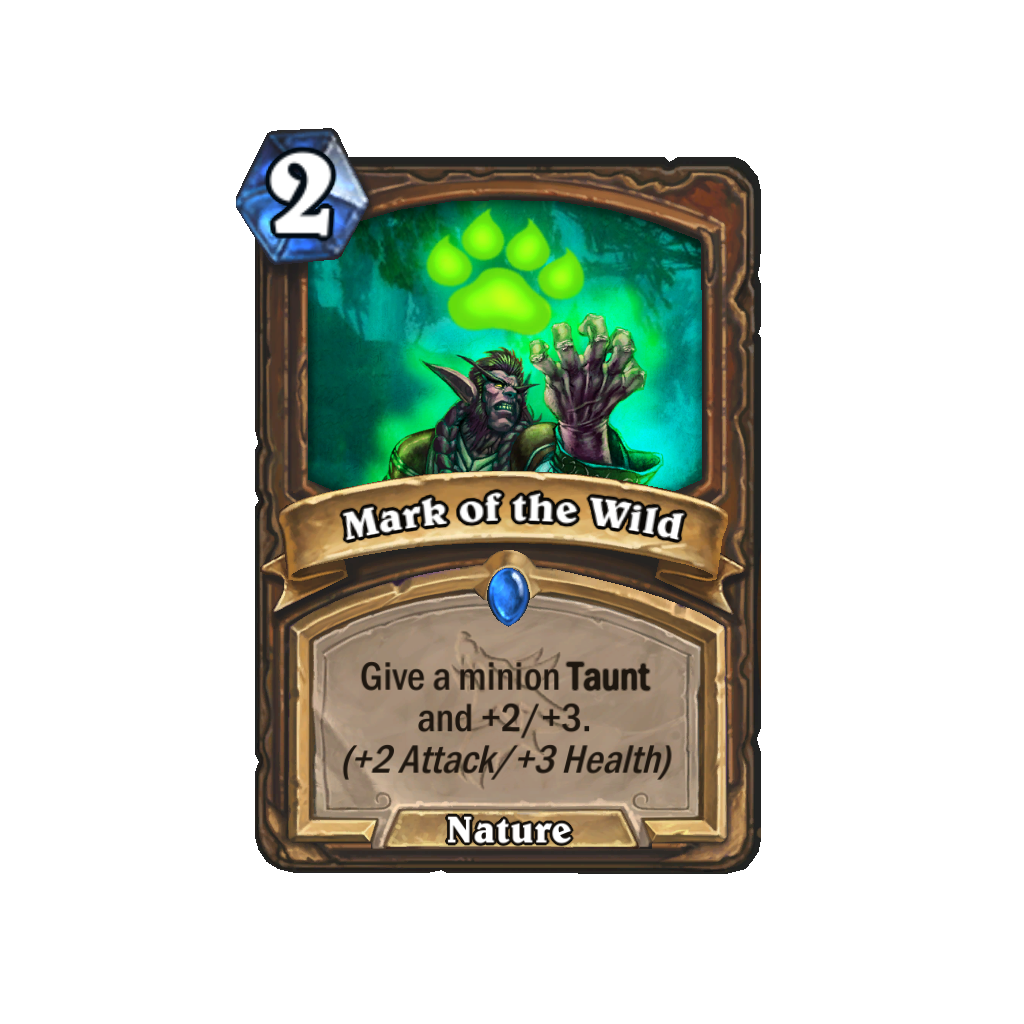 2
Mark of the Wild
Give a minion Taunt
and +2/+3.
(+2 Attack/+3 Health)
Nature